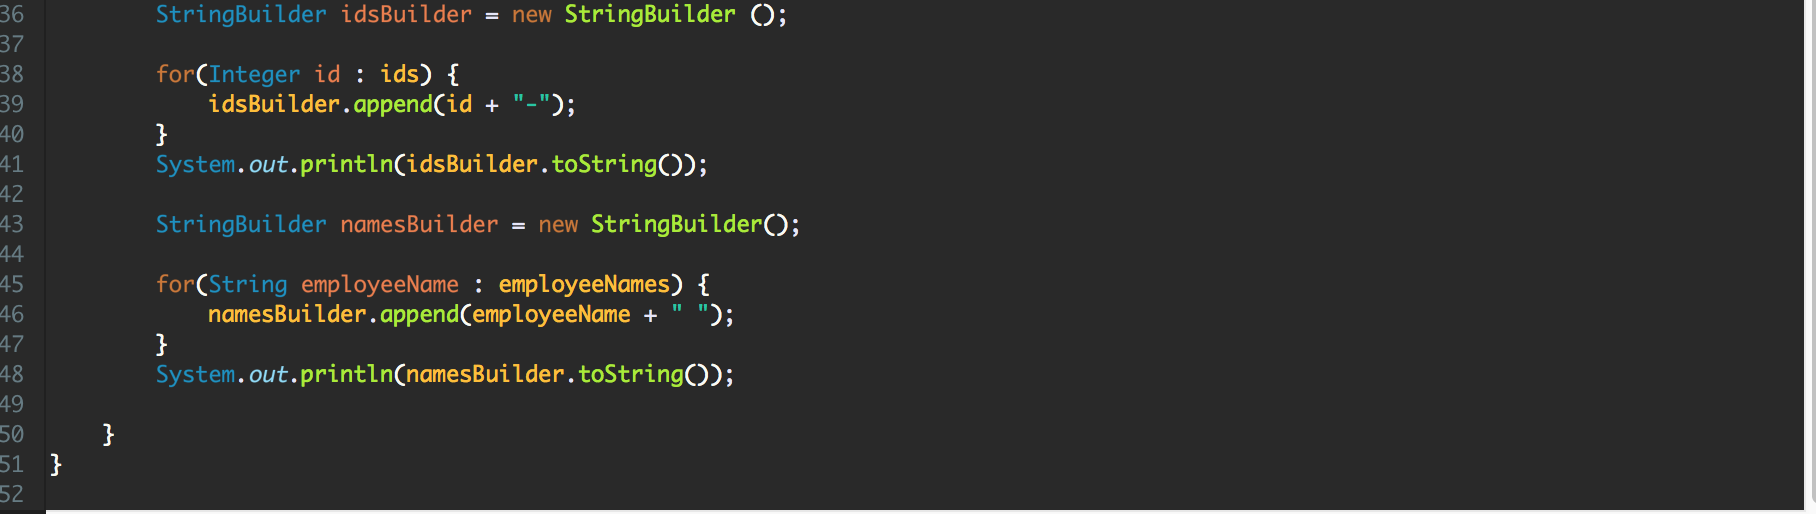 36 StringBuilder idsBuilder = new StringBuilder ();
37
38 for(Integer id : ids) {
39 idsBuilder.append(id + "-");
40 }
41 System.out.println(idsBuilder.toString());
42
43 StringBuilder namesBuilder = new StringBuilder();
44
45 for(String employeeName : employeeNames) {
46 namesBuilder.append(employeeName + " ");
47 }
48 System.out.println(namesBuilder.toString());
49
50 }
51 }
52